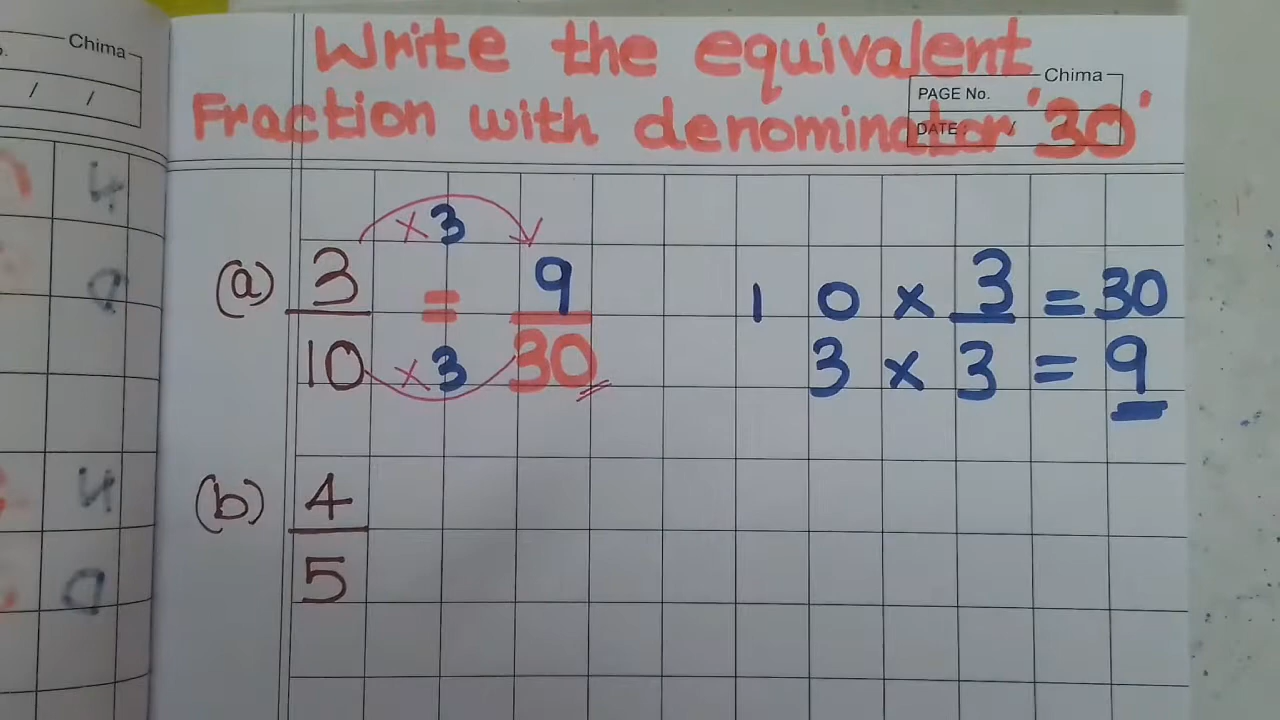 Chima
/ /
Write the equivalent
Chima
PAGE No.
Fraction with denominator '30'
DATE: /
× 3
(a) 3/10 = 9/30
× 3
10 × 3 = 30
3 × 3 = 9
(b) 4/5